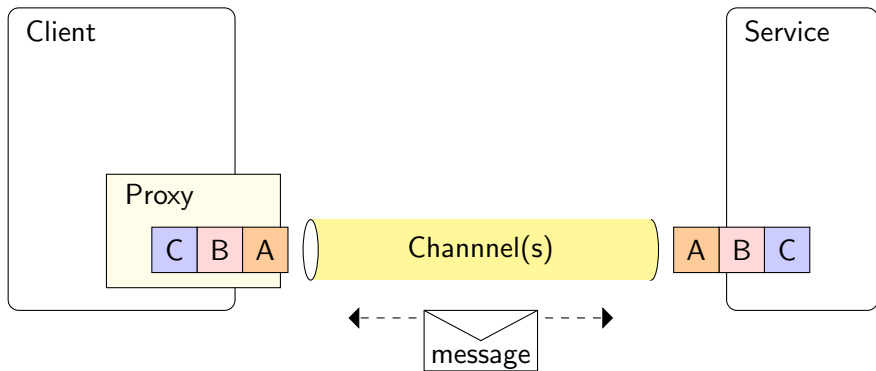 Client
Service
Proxy
C B A
Channnel(s)
A B C
message